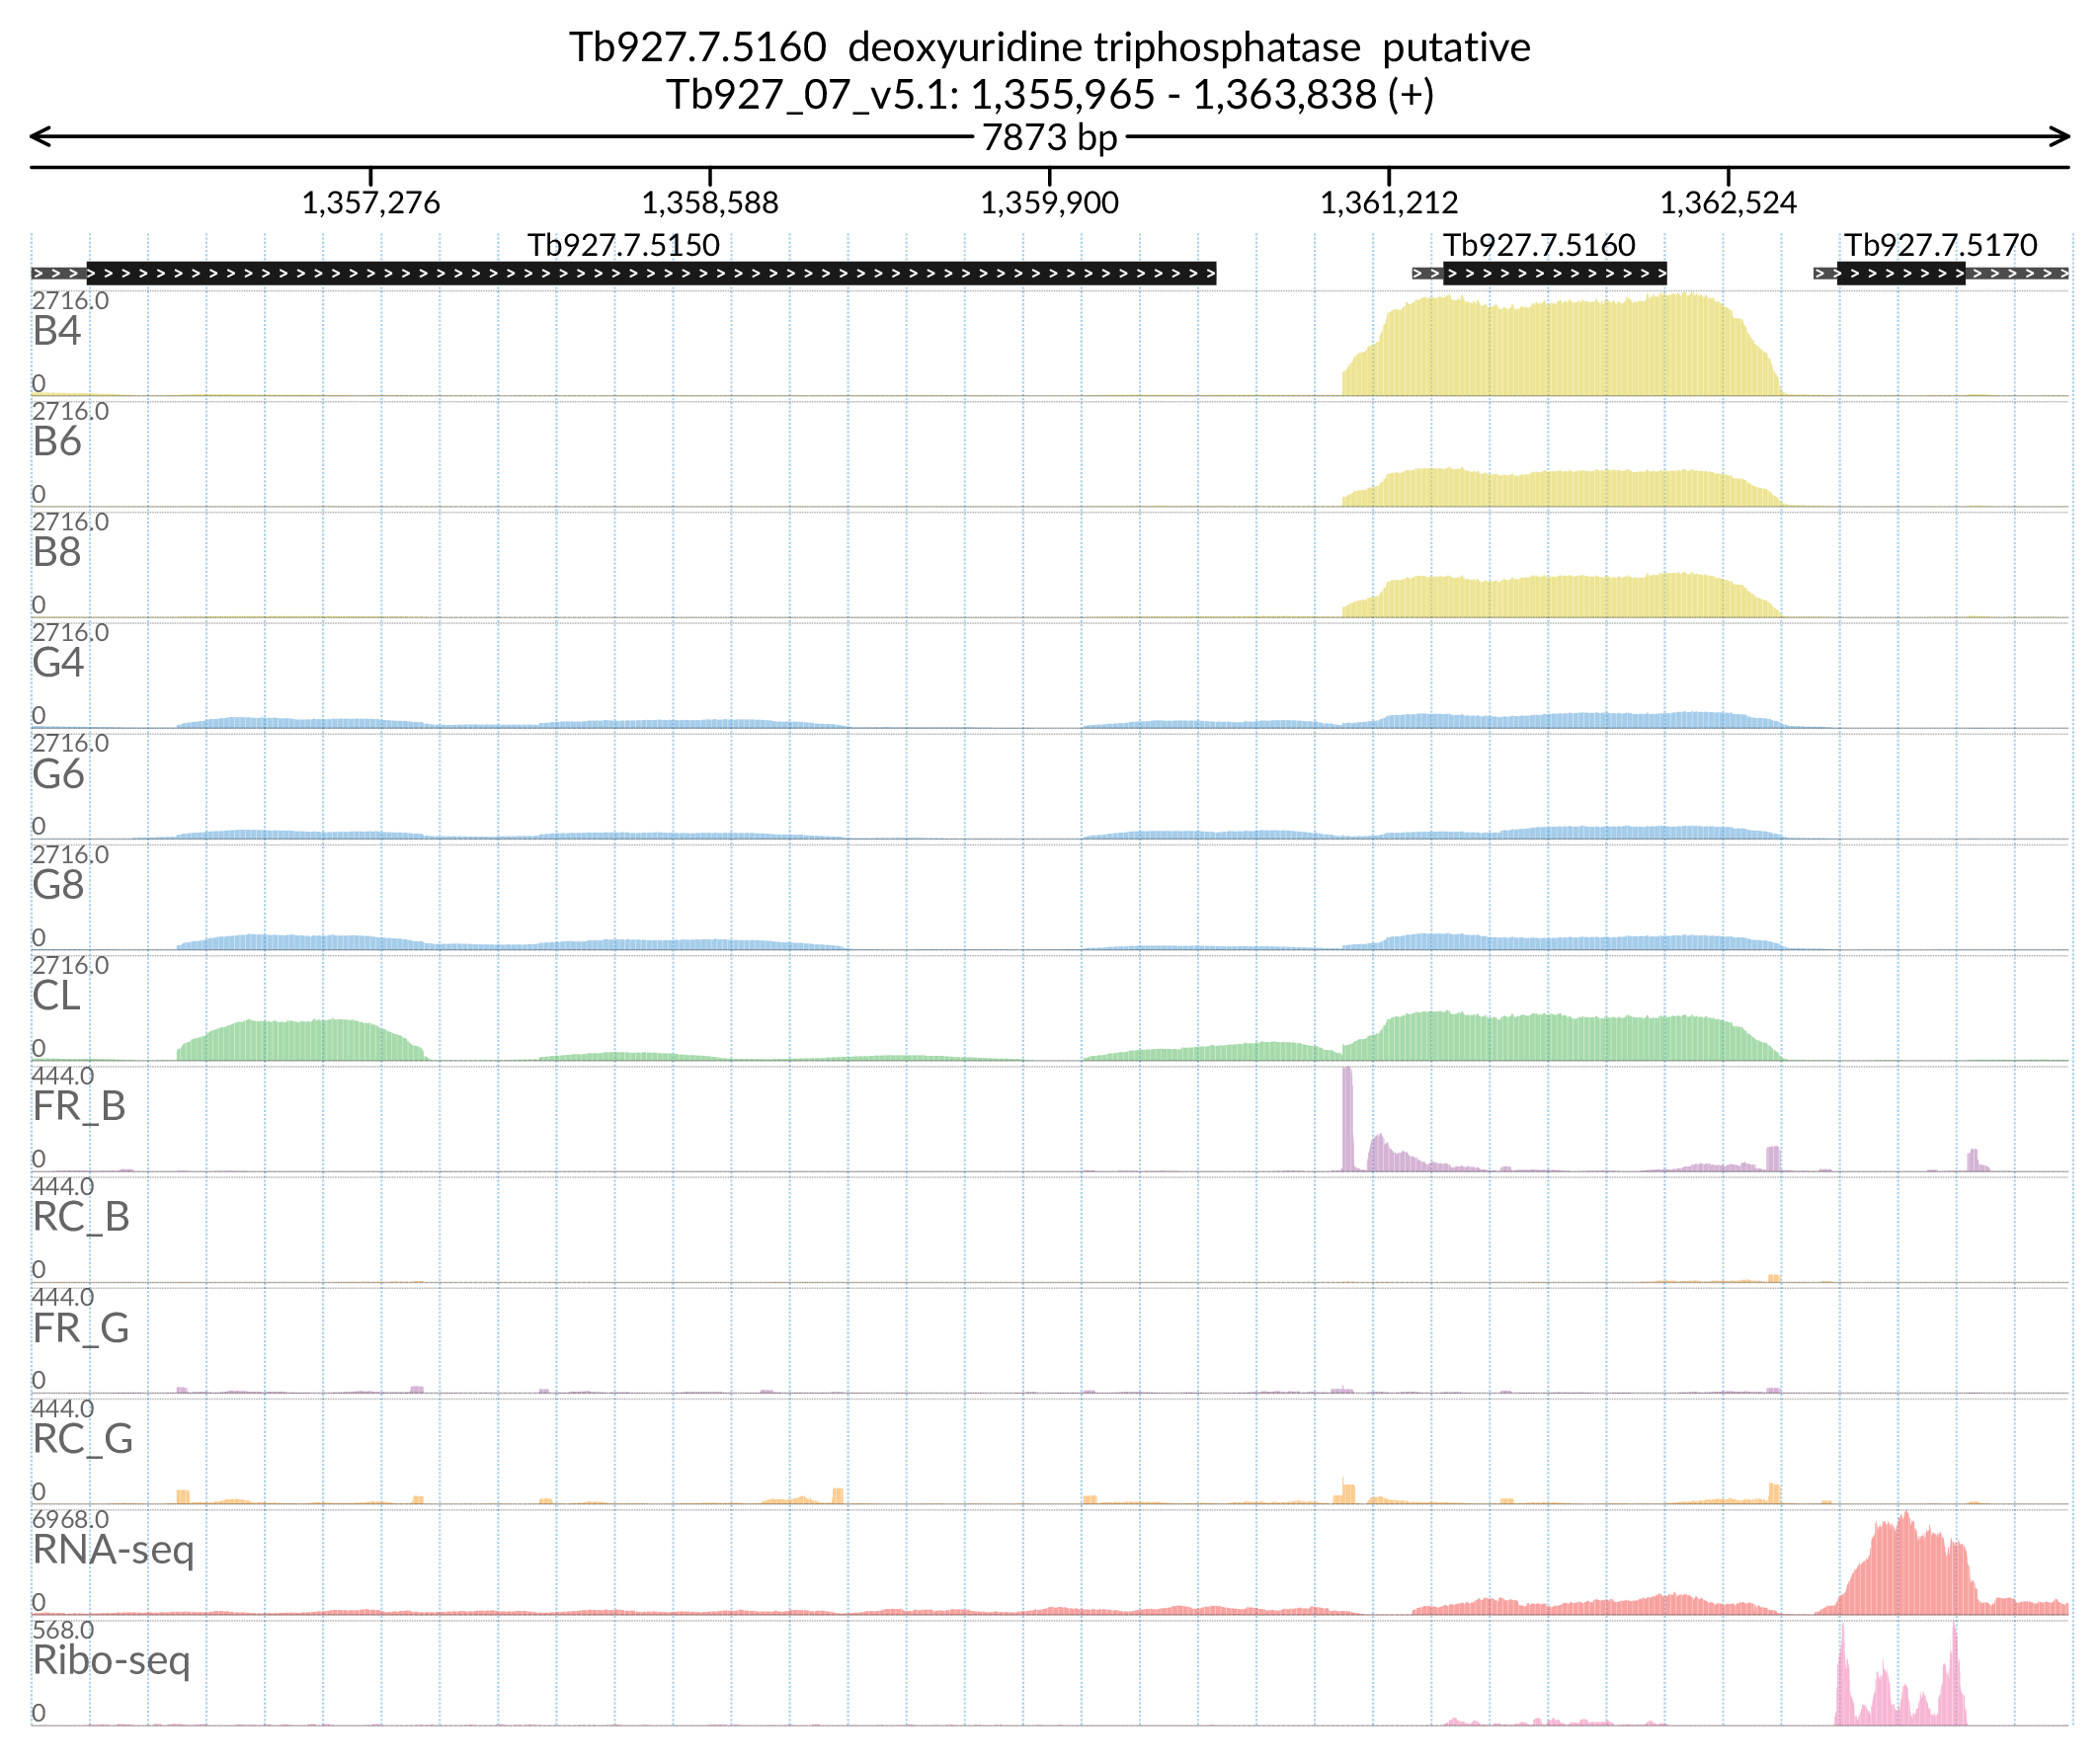 Tb927.7.5160  deoxyuridine triphosphatase  putative
Tb927_07_v5.1: 1,355,965 - 1,363,838 (+)
7873 bp
1,357,276 1,358,588 1,359,900 1,361,212 1,362,524
Tb927.7.5150 Tb927.7.5160 Tb927.7.5170
2716.0
B4
0
2716.0
B6
0
2716.0
B8
0
2716.0
G4
0
2716.0
G6
0
2716.0
G8
0
2716.0
CL
0
444.0
FR_B
0
444.0
RC_B
0
444.0
FR_G
0
444.0
RC_G
0
6968.0
RNA-seq
0
568.0
Ribo-seq
0